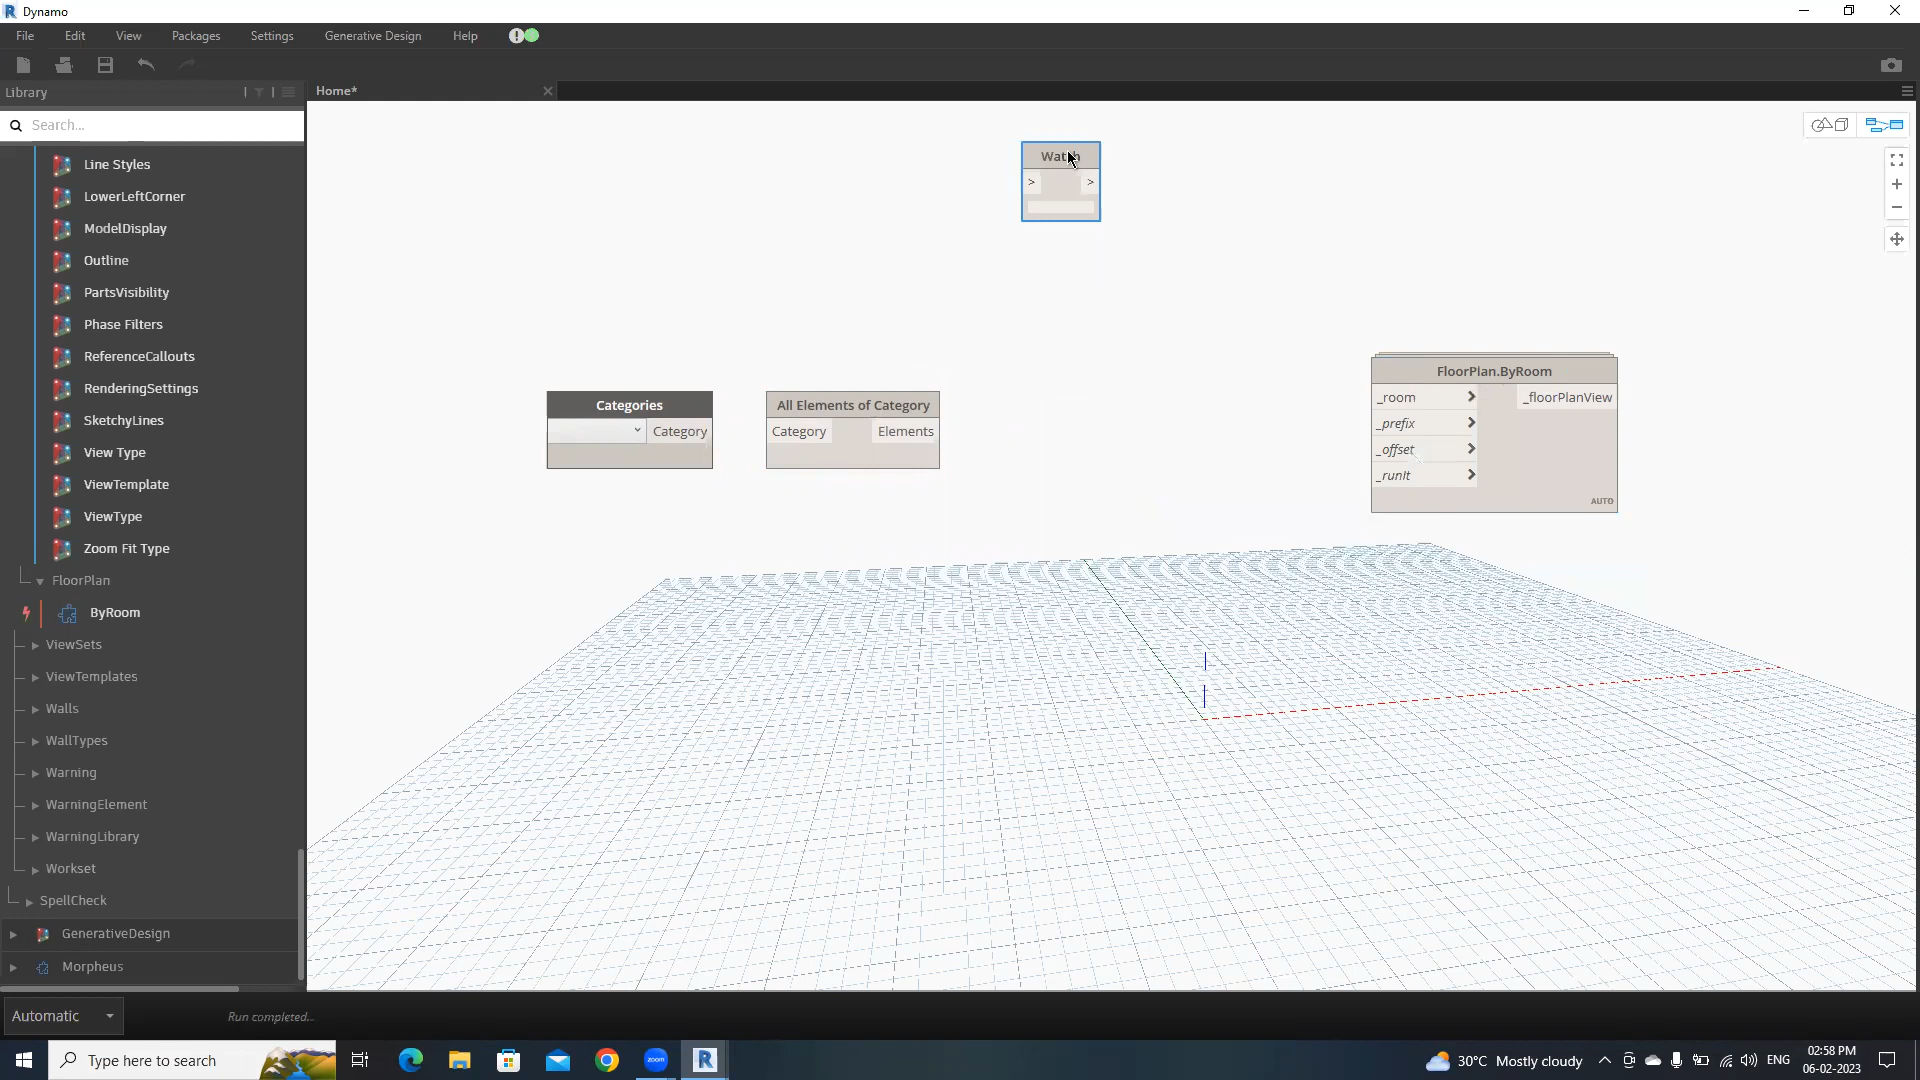 Dynamo
File Edit View Packages Settings Generative Design Help
Library
Home*
Search...
Line Styles
LowerLeftCorner
ModelDisplay
Outline
PartsVisibility
Phase Filters
ReferenceCallouts
RenderingSettings
SketchyLines
View Type
ViewTemplate
ViewType
Zoom Fit Type
FloorPlan
ByRoom
ViewSets
ViewTemplates
Walls
WallTypes
Warning
WarningElement
WarningLibrary
Workset
SpellCheck
GenerativeDesign
Morpheus
Watch
> >
Categories
Category
All Elements of Category
Category Elements
FloorPlan.ByRoom
_room _floorPlanView
_prefix
_offset
_runIt
AUTO
Automatic Run completed...
Type here to search
zoom
30°C Mostly cloudy
ENG
02:58 PM
06-02-2023